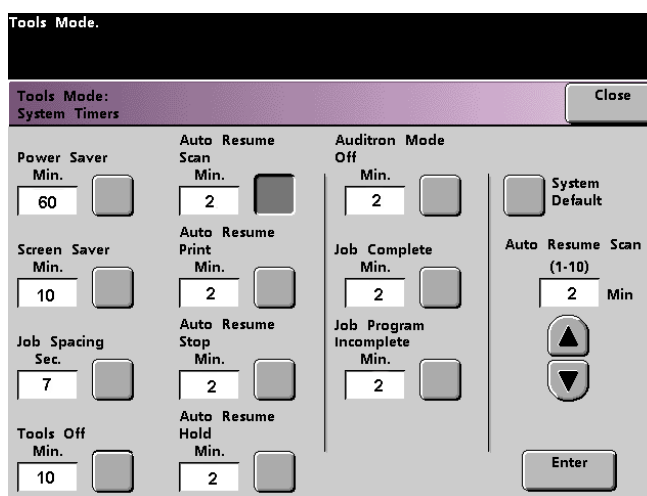 Tools Mode.
Tools Mode:
System Timers
Close
Power Saver
Min.
60
Screen Saver
Min.
10
Job Spacing
Sec.
7
Tools Off
Min.
10
Auto Resume
Scan
Min.
2
Auto Resume
Print
Min.
2
Auto Resume
Stop
Min.
2
Auto Resume
Hold
Min.
2
Auditron Mode
Off
Min.
2
Job Complete
Min.
2
Job Program
Incomplete
Min.
2
System
Default
Auto Resume Scan
(1-10)
2 Min
Enter